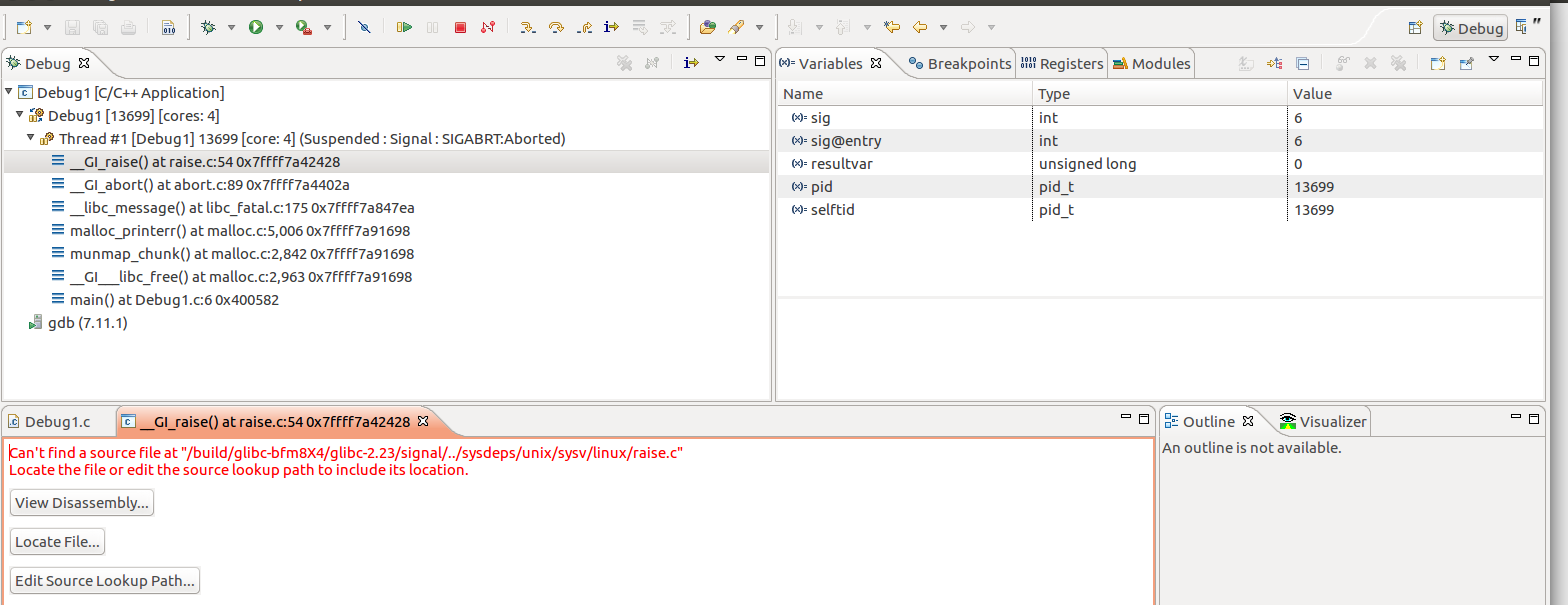 Debug
Debug
Debug1 [C/C++ Application]
Debug1 [13699] [cores: 4]
Thread #1 [Debug1] 13699 [core: 4] (Suspended : Signal : SIGABRT:Aborted)
__GI_raise() at raise.c:54 0x7ffff7a42428
__GI_abort() at abort.c:89 0x7ffff7a4402a
__libc_message() at libc_fatal.c:175 0x7ffff7a847ea
malloc_printerr() at malloc.c:5,006 0x7ffff7a91698
munmap_chunk() at malloc.c:2,842 0x7ffff7a91698
__GI___libc_free() at malloc.c:2,963 0x7ffff7a91698
main() at Debug1.c:6 0x400582
gdb (7.11.1)
(x)= Variables Breakpoints 1010 0101 Registers Modules
Name Type Value
(x)= sig int 6
(x)= sig@entry int 6
(x)= resultvar unsigned long 0
(x)= pid pid_t 13699
(x)= selftid pid_t 13699
Debug1.c __GI_raise() at raise.c:54 0x7ffff7a42428
Can't find a source file at "/build/glibc-bfm8X4/glibc-2.23/signal/../sysdeps/unix/sysv/linux/raise.c"
Locate the file or edit the source lookup path to include its location.
View Disassembly...
Locate File...
Edit Source Lookup Path...
Outline Visualizer
An outline is not available.